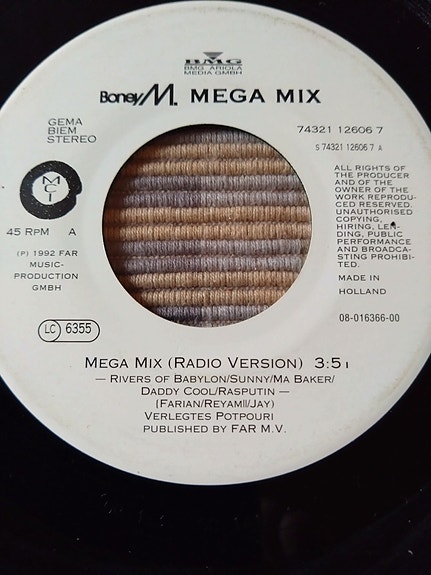 BMG
BMG ARIOLA
MEDIA GMBH
Boney M. MEGA MIX
GEMA
BIEM
STEREO
74321 12606 7
S 74321 12606 7 A
MCI
45 RPM A
(P) 1992 FAR
MUSIC-
PRODUCTION
GMBH
LC 6355
ALL RIGHTS OF
THE PRODUCER
AND OF THE
OWNER OF THE
WORK REPRODU-
CED RESERVED.
UNAUTHORISED
COPYING,
HIRING, LEN-
DING, PUBLIC
PERFORMANCE
AND BROADCA-
STING PROHIBI-
TED.
MADE IN
HOLLAND
08-016366-00
MEGA MIX (RADIO VERSION) 3:51
— RIVERS OF BABYLON/SUNNY/MA BAKER/
DADDY COOL/RASPUTIN —
(FARIAN/REYAM||/JAY)
VERLEGTES POTPOURI
PUBLISHED BY FAR M.V.